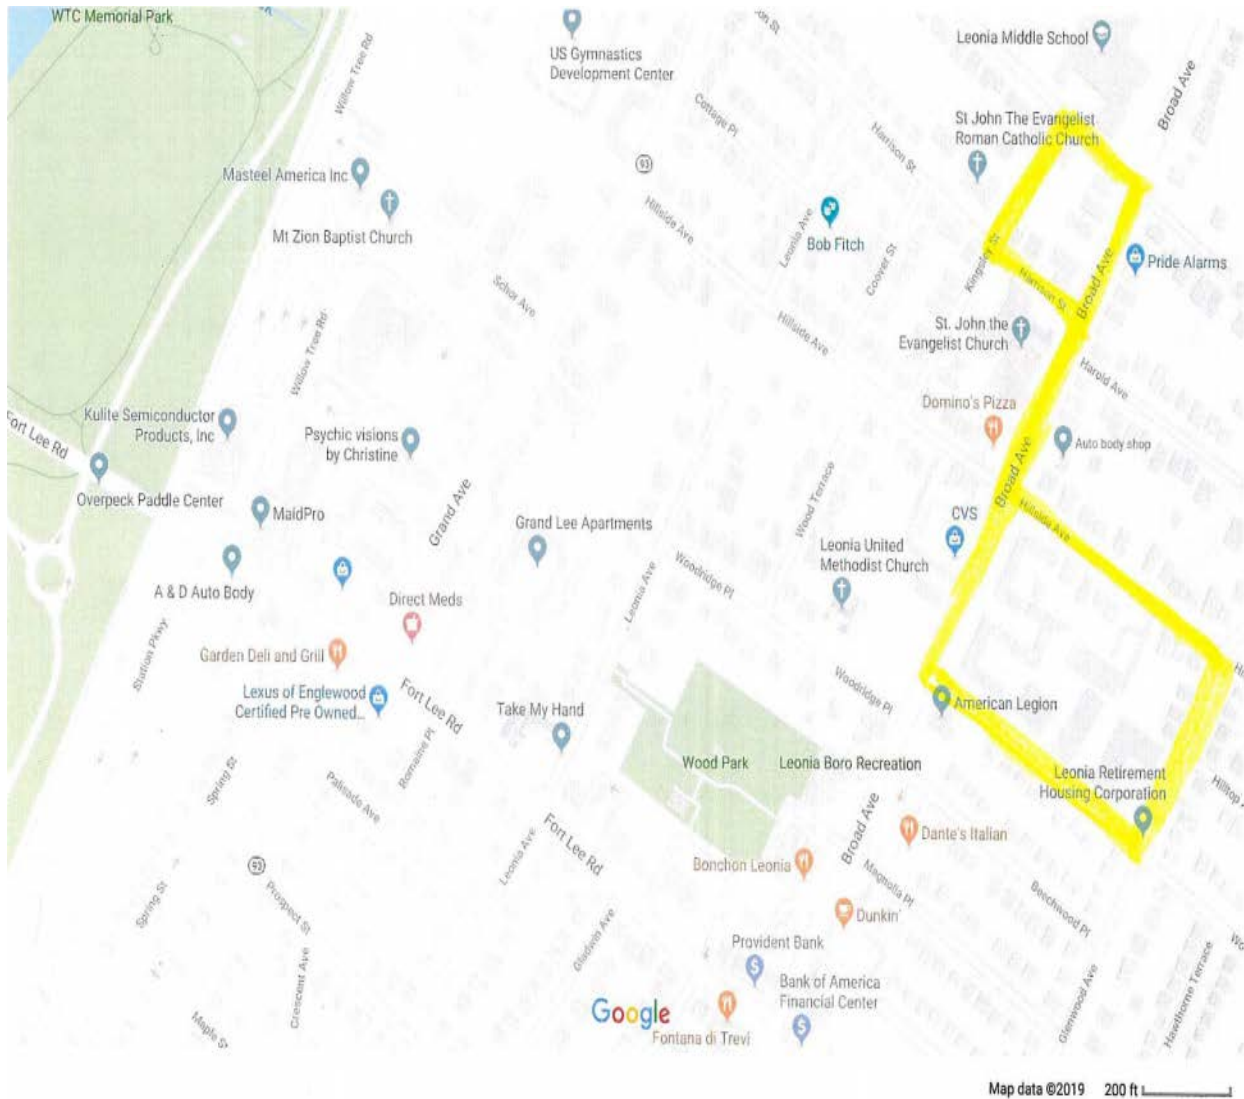 WTC Memorial Park
Willow Tree Rd
US Gymnastics
Development Center
on St
Leonia Middle School
Broad Ave
Cottage Pl
Harrison St
St John The Evangelist
Roman Catholic Church
93
Masteel America Inc
Mt Zion Baptist Church
Hillside Ave
Leonia Ave
Bob Fitch
Coover St
Kingsley St
Harrison St
Broad Ave
Pride Alarms
Schor Ave
Hillside Ave
St. John the
Evangelist Church
Willow Tree Rd
Harold Ave
Domino's Pizza
Kulite Semiconductor
Products, Inc
Psychic visions
by Christine
Auto body shop
Fort Lee Rd
Broad Ave
Overpeck Paddle Center
MaidPro
Grand Ave
Grand Lee Apartments
Wood Terrace
CVS
Hillside Ave
Leonia United
Methodist Church
Woodridge Pl
Leonia Ave
A & D Auto Body
Direct Meds
Station Pkwy
Garden Deli and Grill
Lexus of Englewood
Certified Pre Owned...
Fort Lee Rd
Take My Hand
Woodridge Pl
American Legion
Romaine Pl
Wood Park
Leonia Boro Recreation
Leonia Retirement
Housing Corporation
Hilltop
Spring St
Palisade Ave
Broad Ave
Dante's Italian
Fort Lee Rd
Leonia Ave
Bonchon Leonia
Magnolia Pl
Beechwood Pl
93
Prospect St
Spring St
Dunkin'
Gladwin Ave
Provident Bank
Crescent Ave
Bank of America
Financial Center
Glenwood Ave
Hawthorne Terrace
Google
Fontana di Trevi
Maple St
Map data ©2019 200 ft